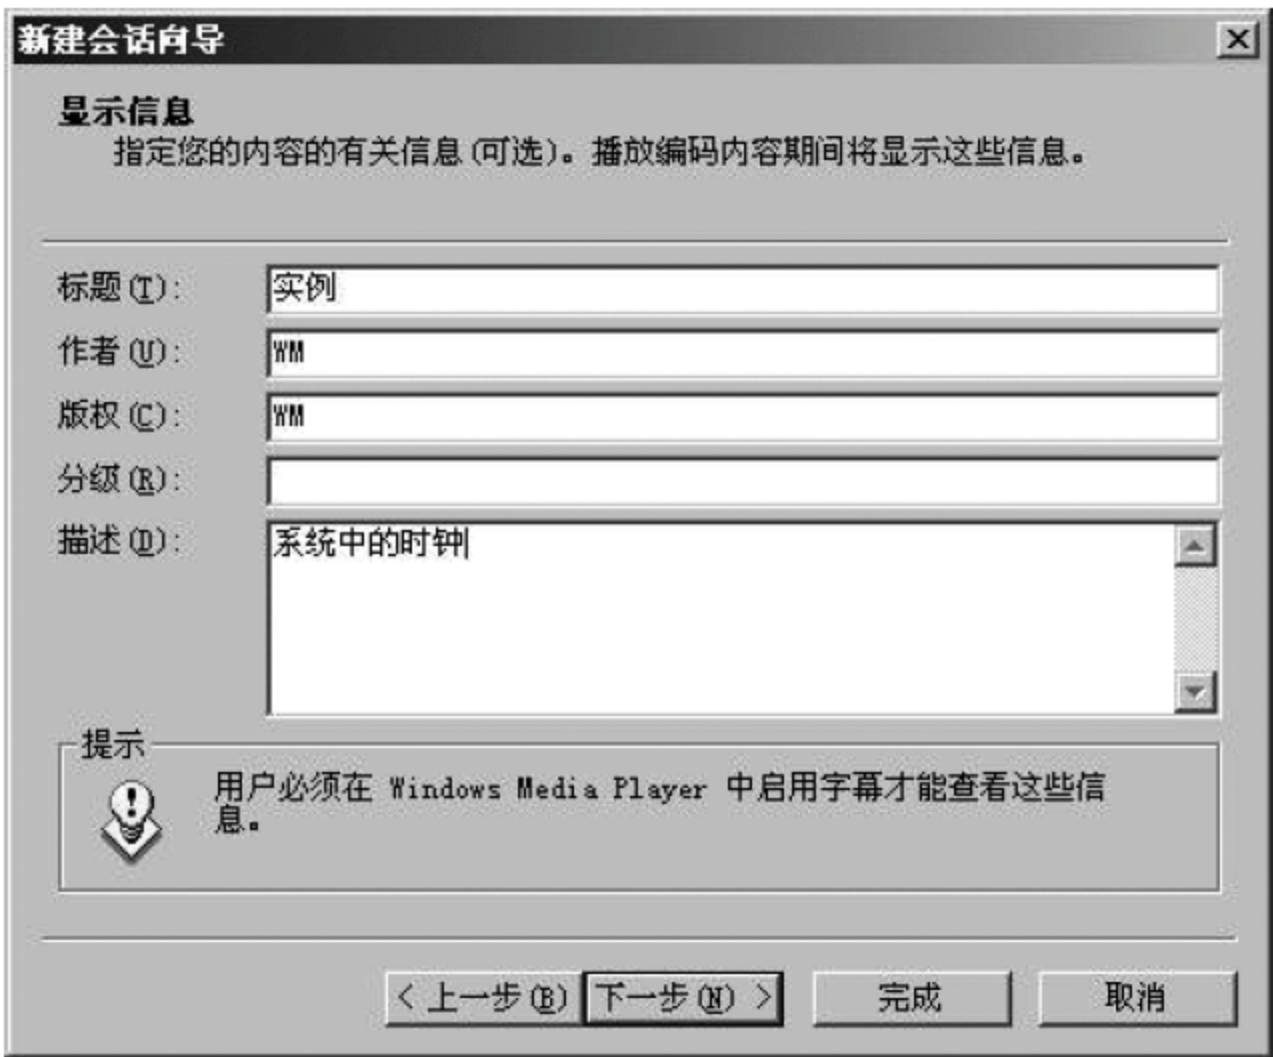 新建会话向导
显示信息
指定您的内容的有关信息(可选)。播放编码内容期间将显示这些信息。
标题(T): 实例
作者(U): WM
版权(C): WM
分级(R):
描述(D): 系统中的时钟
提示
用户必须在 Windows Media Player 中启用字幕才能查看这些信
息。
< 上一步(B) 下一步(N) > 完成 取消